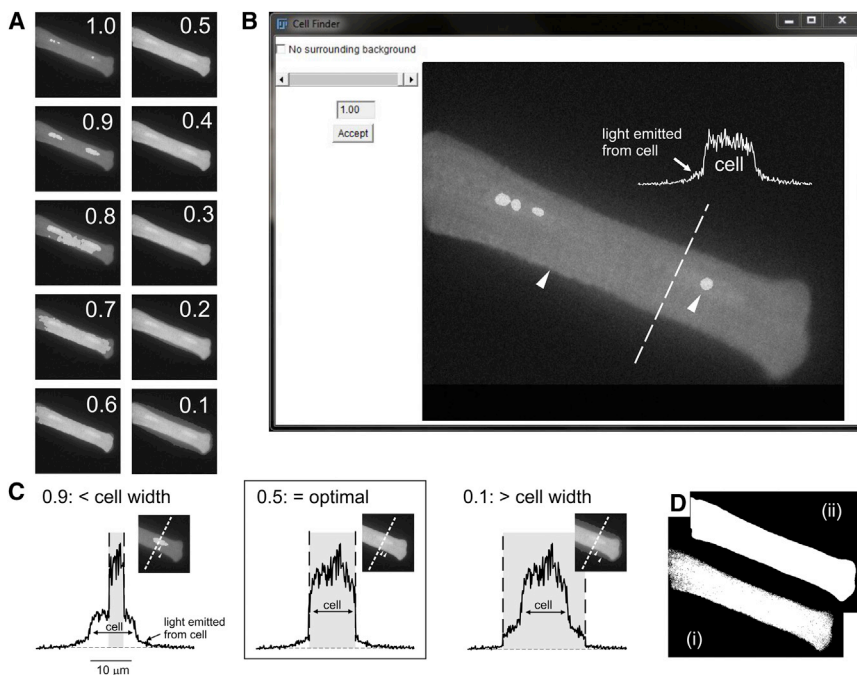 A
1.0
0.5
0.9
0.4
0.8
0.3
0.7
0.2
0.6
0.1
B
Cell Finder
No surrounding background
1.00
Accept
light emitted
from cell
cell
C
0.9: < cell width
cell
light emitted
from cell
10 μm
0.5: = optimal
cell
0.1: > cell width
cell
D
(ii)
(i)